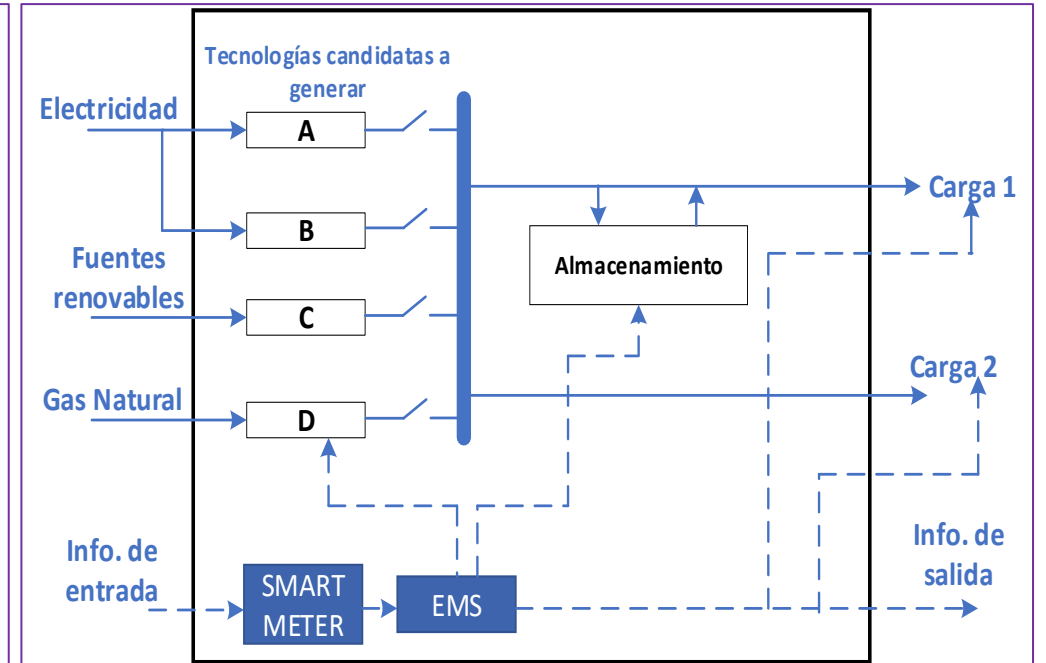 Tecnologías candidatas a
generar
Electricidad
A
Carga 1
B
Fuentes
renovables
Almacenamiento
C
Carga 2
Gas Natural
D
Info. de
entrada
Info. de
salida
SMART
METER
EMS